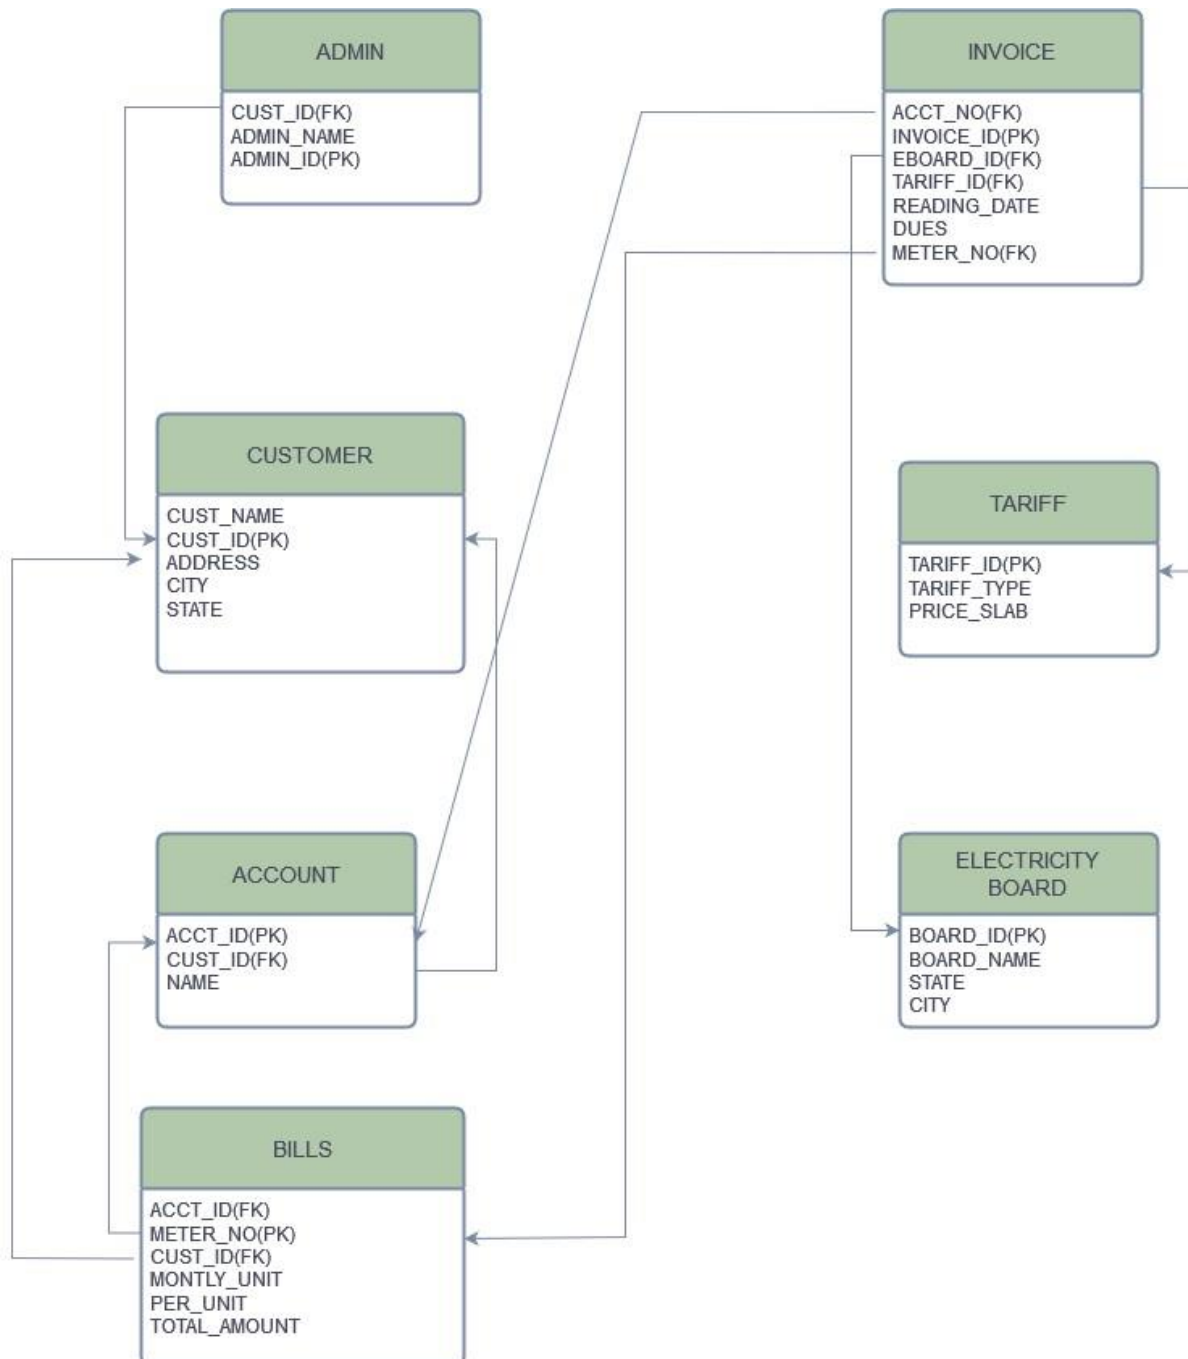 ADMIN
CUST_ID(FK)
ADMIN_NAME
ADMIN_ID(PK)
INVOICE
ACCT_NO(FK)
INVOICE_ID(PK)
EBOARD_ID(FK)
TARIFF_ID(FK)
READING_DATE
DUES
METER_NO(FK)
CUSTOMER
CUST_NAME
CUST_ID(PK)
ADDRESS
CITY
STATE
TARIFF
TARIFF_ID(PK)
TARIFF_TYPE
PRICE_SLAB
ACCOUNT
ACCT_ID(PK)
CUST_ID(FK)
NAME
ELECTRICITY
BOARD
BOARD_ID(PK)
BOARD_NAME
STATE
CITY
BILLS
ACCT_ID(FK)
METER_NO(PK)
CUST_ID(FK)
MONTLY_UNIT
PER_UNIT
TOTAL_AMOUNT